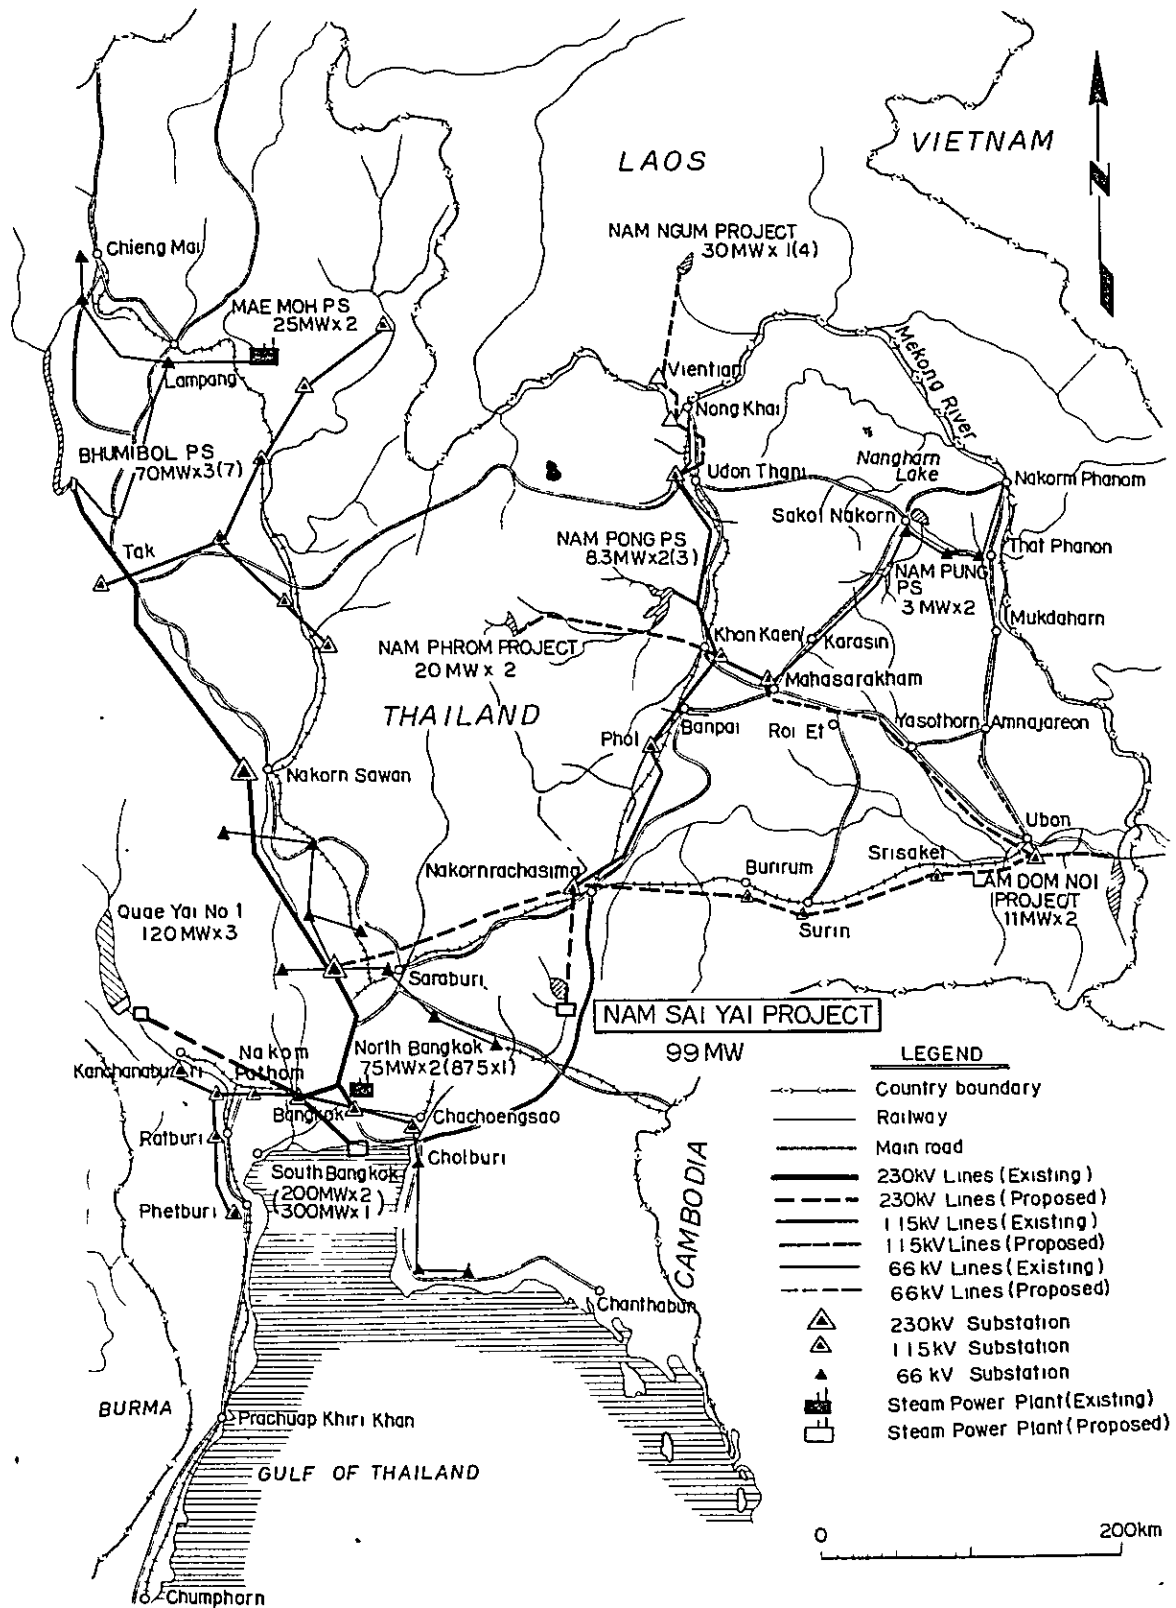 VIETNAM
LAOS
N
NAM NGUM PROJECT
30MW x 1(4)
Chieng Mai
MAE MOH PS
25MW x 2
Lampang
Vientian
Nong Khai
Mekong River
BHUMIBOL PS
70MW x 3(7)
Udon Thani
Nangharn
Lake
Nakorm Phanam
Sakol Nakorn
NAM PONG PS
8.3MW x 2(3)
Tak
That Phanon
NAM PUNG
PS
3 MW x 2
Mukdaharn
Khon Kaen
Karasin
NAM PHROM PROJECT
20 MW x 2
Mahasarakham
THAILAND
Banpai
Roi Et
Yasothorn
Amnajareon
Phol
Nakorn Sawan
Ubon
Nakornrachasima
Burirum
Srisaket
LAM DOM NOI
PROJECT
11MW x 2
Quae Yai No 1
120 MW x 3
Surin
Saraburi
NAM SAI YAI PROJECT
99 MW
Nakom
Pathom
North Bangkok
75MW x 2(875 x 1)
Kanchanaburi
Bangkok
Chachoengsao
Ratburi
Cholburi
South Bangkok
(200MW x 2
300MW x 1)
Phetburi
CAMBODIA
Chanthabun
BURMA
Prachuap Khiri Khan
GULF OF THAILAND
Chumphorn
LEGEND
Country boundary
Railway
Main road
230kV Lines (Existing)
230kV Lines (Proposed)
115kV Lines (Existing)
115kV Lines (Proposed)
66 kV Lines (Existing)
66kV Lines (Proposed)
230kV Substation
115kV Substation
66 kV Substation
Steam Power Plant (Existing)
Steam Power Plant (Proposed)
0 200km